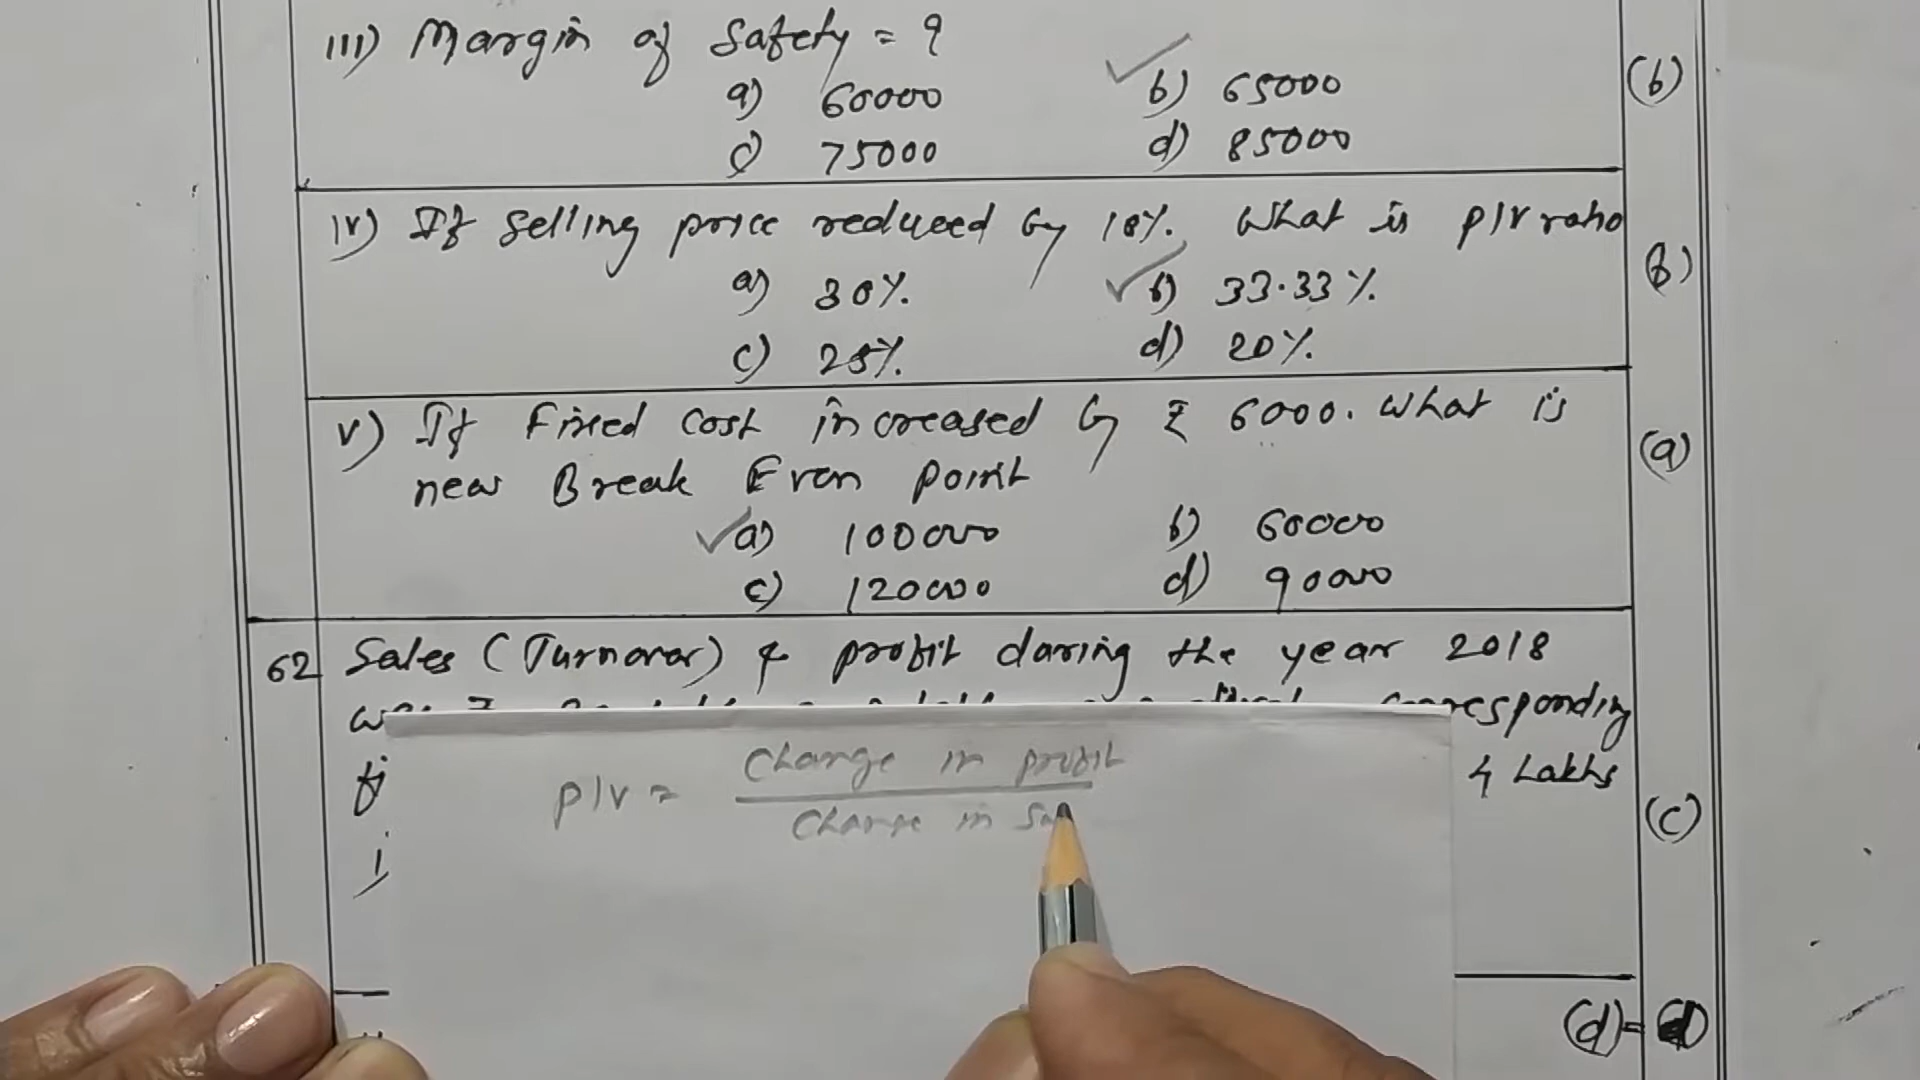 III) Margin of Safety = ?
(b)
a) 60000 b) 65000
c) 75000 d) 85000
IV) If Selling price reduced by 10%. What is p/v ratio
(b)
a) 30% b) 33.33%
c) 25% d) 20%
V) If Fixed cost increased by ₹ 6000. What is
(a)
new Break Even point
a) 100000 b) 60000
c) 120000 d) 90000
62 Sales (Turnover) & profit during the year 2018
corresponding
4 Lakhs
p/v = Change in profit
Change in
(c)
(d) =